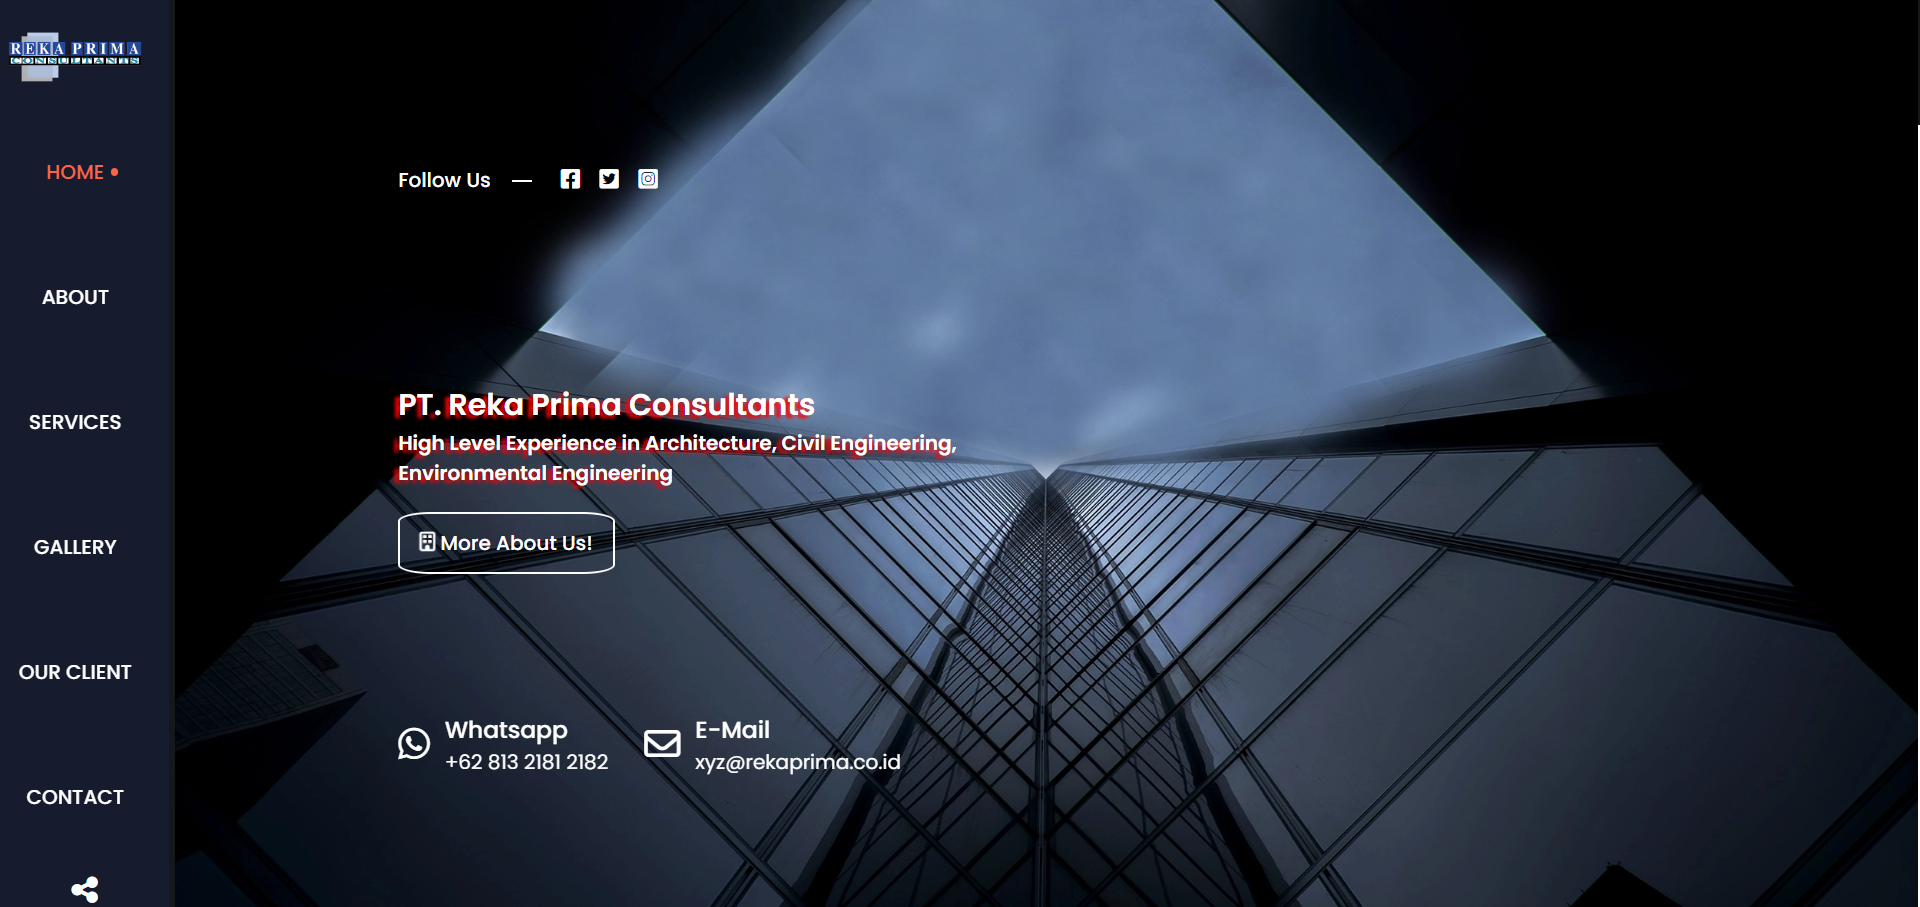 REKA PRIMA
CONSULTANTS
HOME
ABOUT
SERVICES
GALLERY
OUR CLIENT
CONTACT
Follow Us
PT. Reka Prima Consultants
High Level Experience in Architecture, Civil Engineering,
Environmental Engineering
More About Us!
Whatsapp
+62 813 2181 2182
E-Mail
xyz@rekaprima.co.id